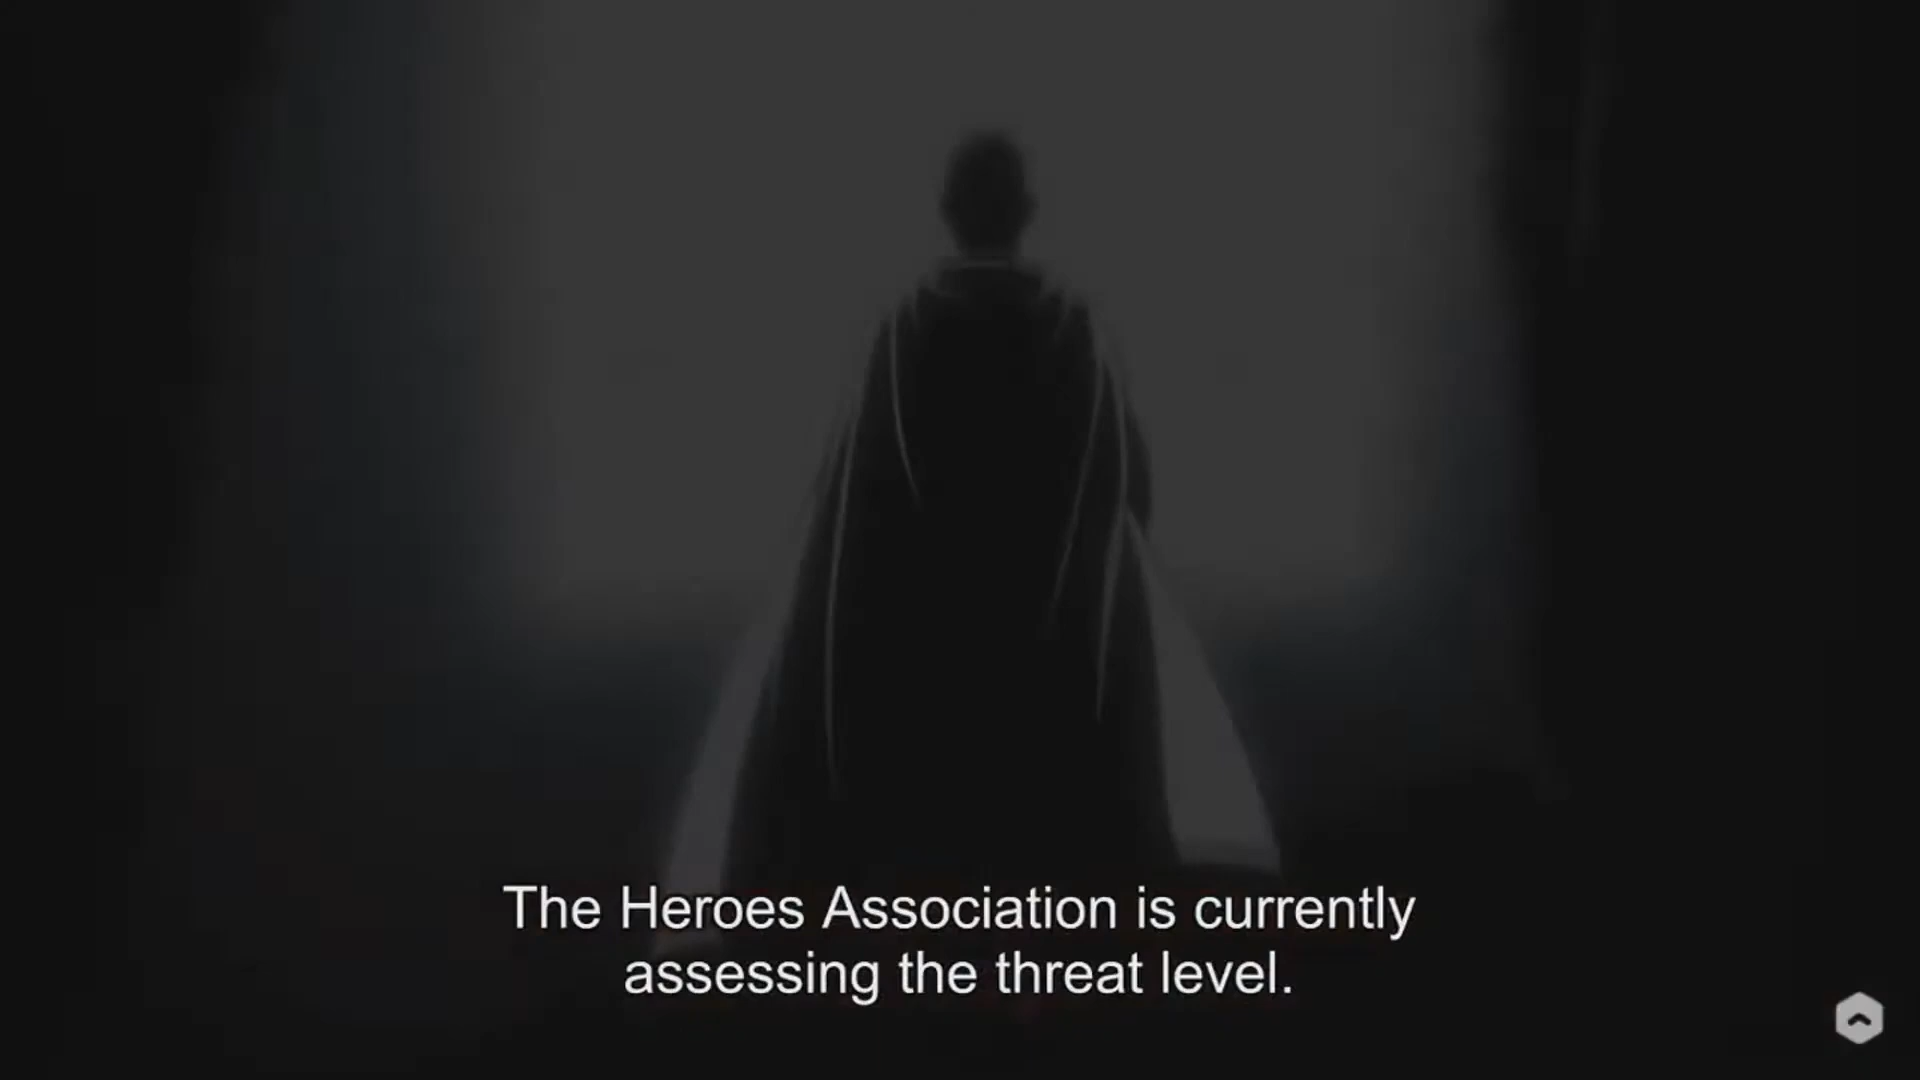 The Heroes Association is currently
assessing the threat level.